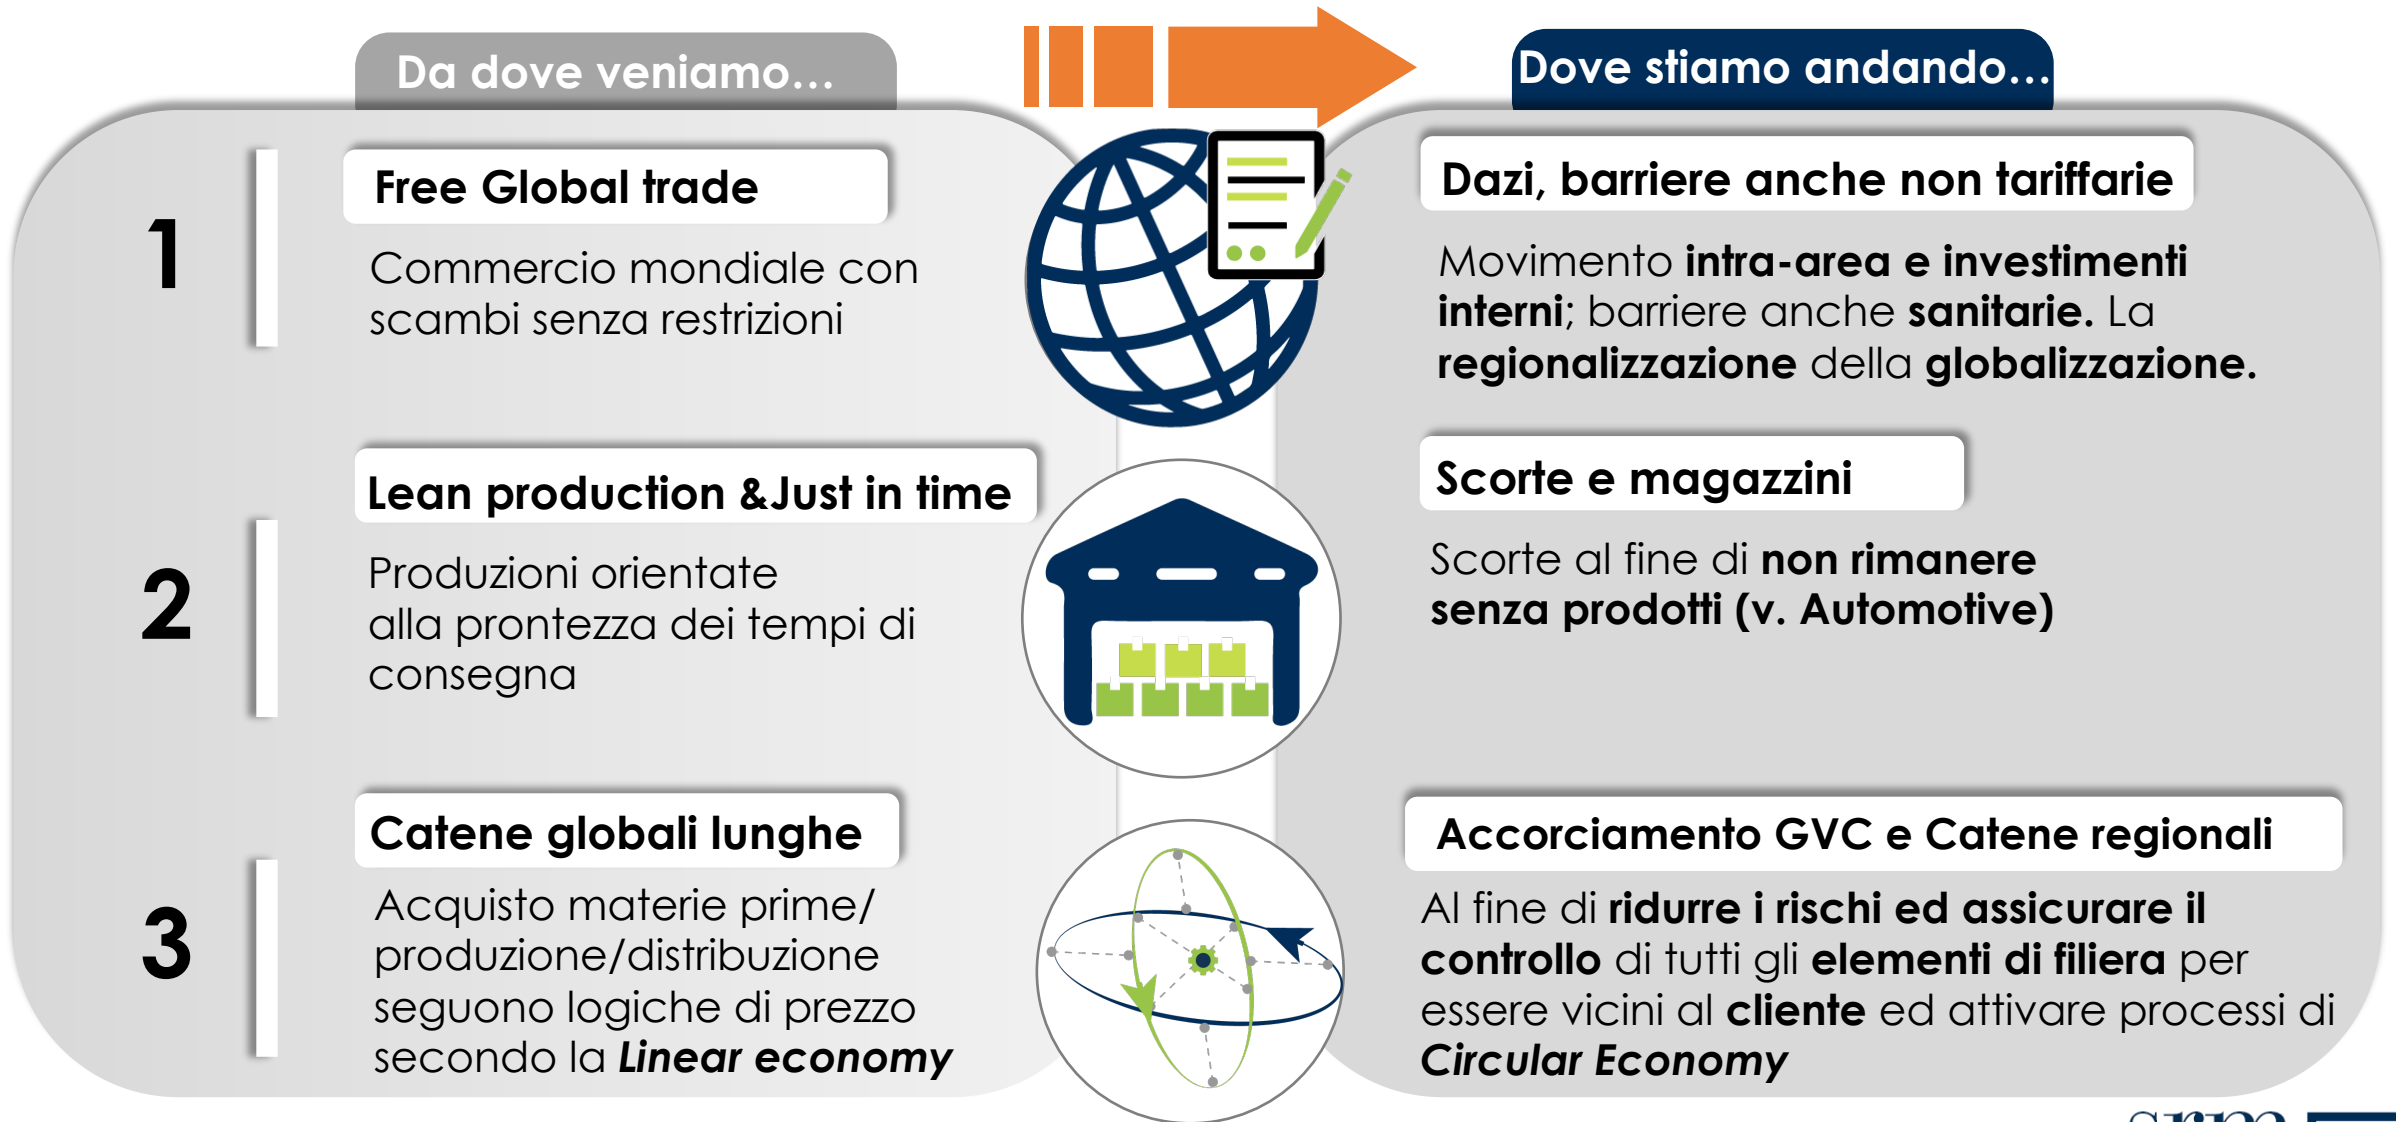 Da dove veniamo...
Dove stiamo andando...
1
Free Global trade
Commercio mondiale con
scambi senza restrizioni
Dazi, barriere anche non tariffarie
Movimento intra-area e investimenti
interni; barriere anche sanitarie. La
regionalizzazione della globalizzazione.
2
Lean production &Just in time
Produzioni orientate
alla prontezza dei tempi di
consegna
Scorte e magazzini
Scorte al fine di non rimanere
senza prodotti (v. Automotive)
3
Catene globali lunghe
Acquisto materie prime/
produzione/distribuzione
seguono logiche di prezzo
secondo la Linear economy
Accorciamento GVC e Catene regionali
Al fine di ridurre i rischi ed assicurare il
controllo di tutti gli elementi di filiera per
essere vicini al cliente ed attivare processi di
Circular Economy